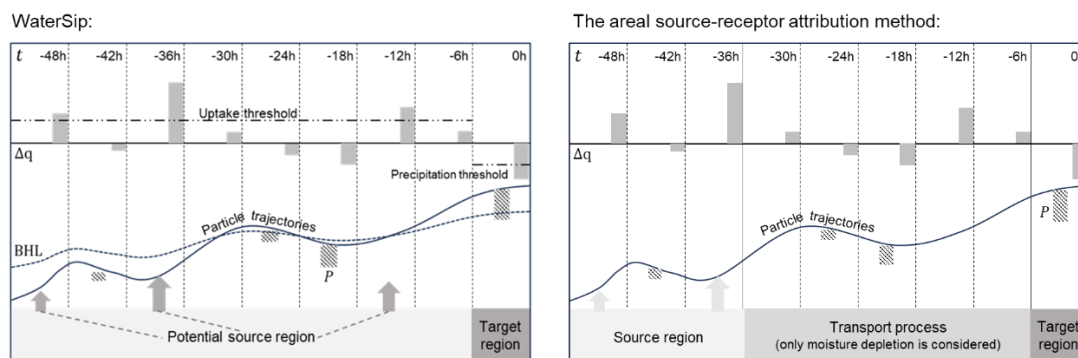 WaterSip:
t -48h -42h -36h -30h -24h -18h -12h -6h 0h
Uptake threshold
Δq
Precipitation threshold
Particle trajectories
BHL
P
Potential source region
Target
region
The areal source-receptor attribution method:
t -48h -42h -36h -30h -24h -18h -12h -6h 0
Δq
Particle trajectories
P
Source region
Transport process
(only moisture depletion is considered)
Target
region